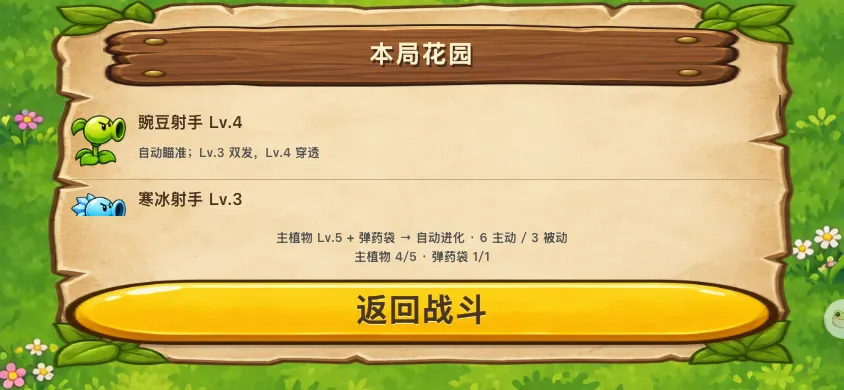 本局花园
豌豆射手 Lv.4
自动瞄准；Lv.3 双发，Lv.4 穿透
寒冰射手 Lv.3
主植物 Lv.5 + 弹药袋 → 自动进化 · 6 主动 / 3 被动
主植物 4/5 · 弹药袋 1/1
返回战斗